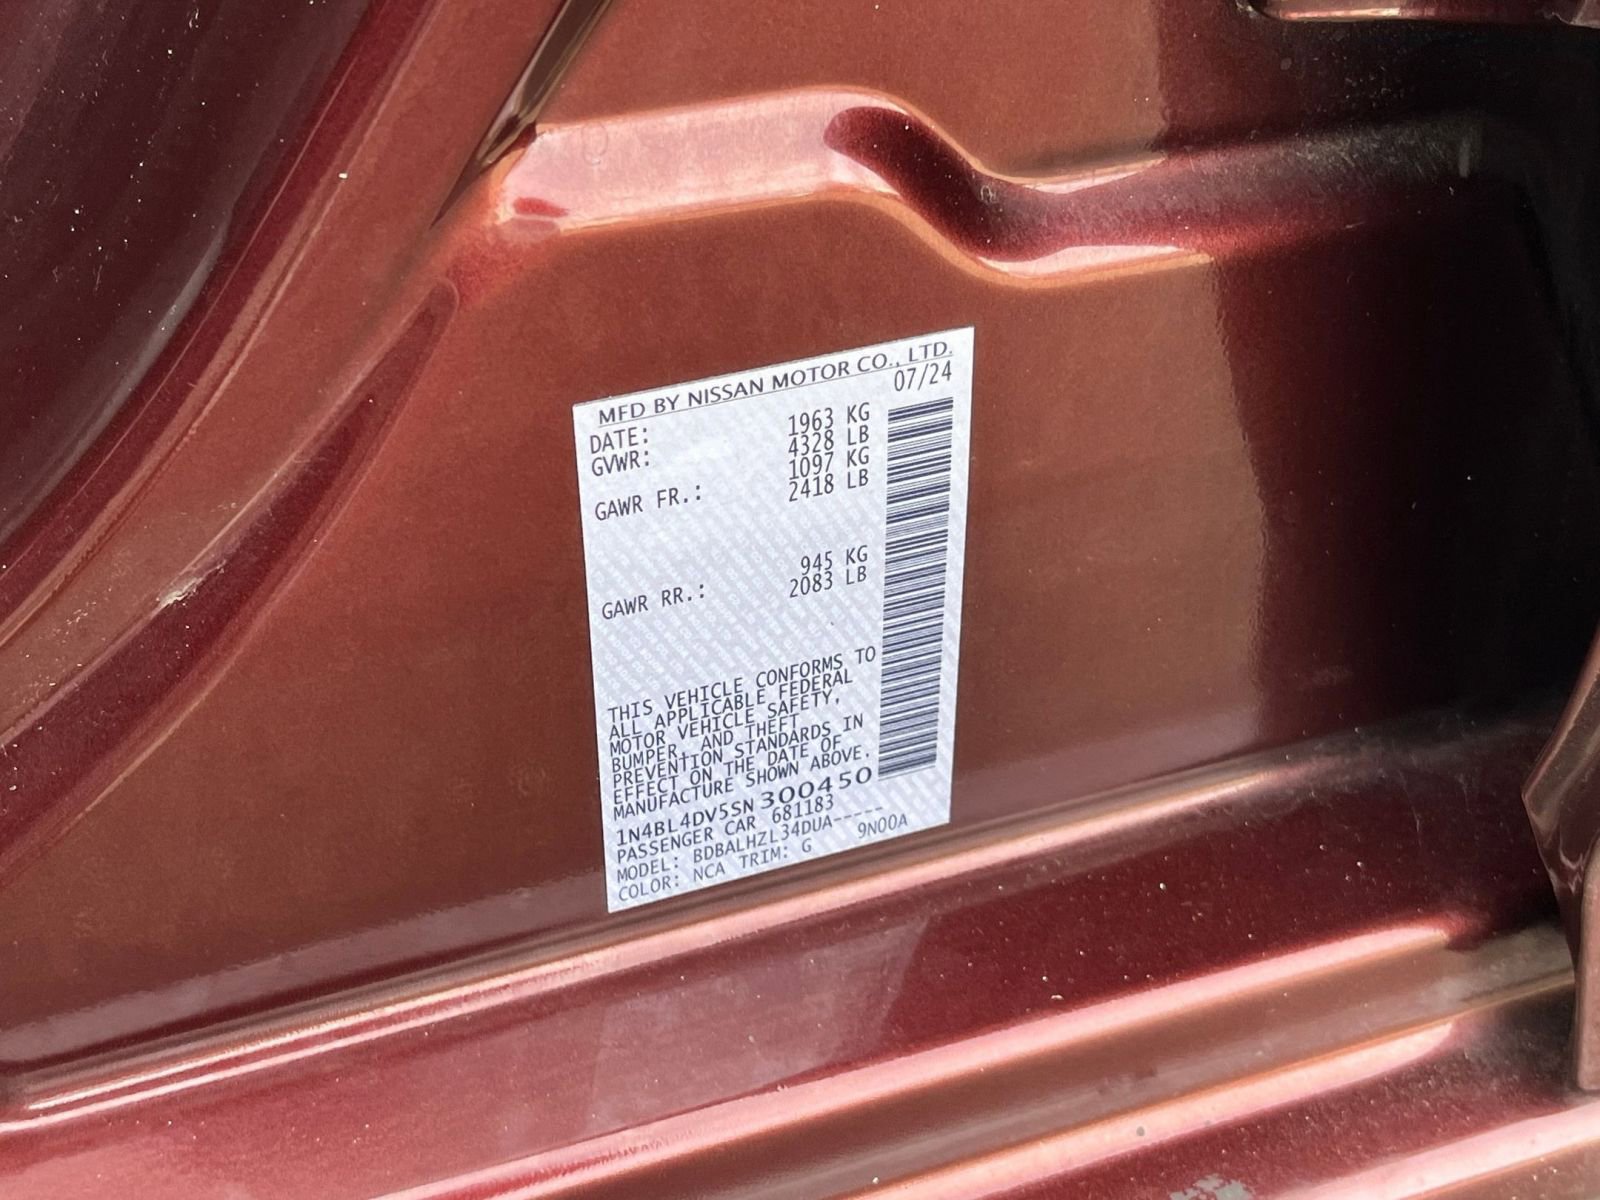 MFD BY NISSAN MOTOR CO., LTD.
DATE: 07/24
GVWR: 1963 KG
4328 LB
GAWR FR.: 1097 KG
2418 LB
GAWR RR.: 945 KG
2083 LB
THIS VEHICLE CONFORMS TO
ALL APPLICABLE FEDERAL
MOTOR VEHICLE SAFETY,
BUMPER, AND THEFT
PREVENTION STANDARDS IN
EFFECT ON THE DATE OF
MANUFACTURE SHOWN ABOVE.
1N4BL4DV5SN300450
PASSENGER CAR 681183
MODEL: BDBALHZL34DUA-----
COLOR: NCA TRIM: G 9N00A